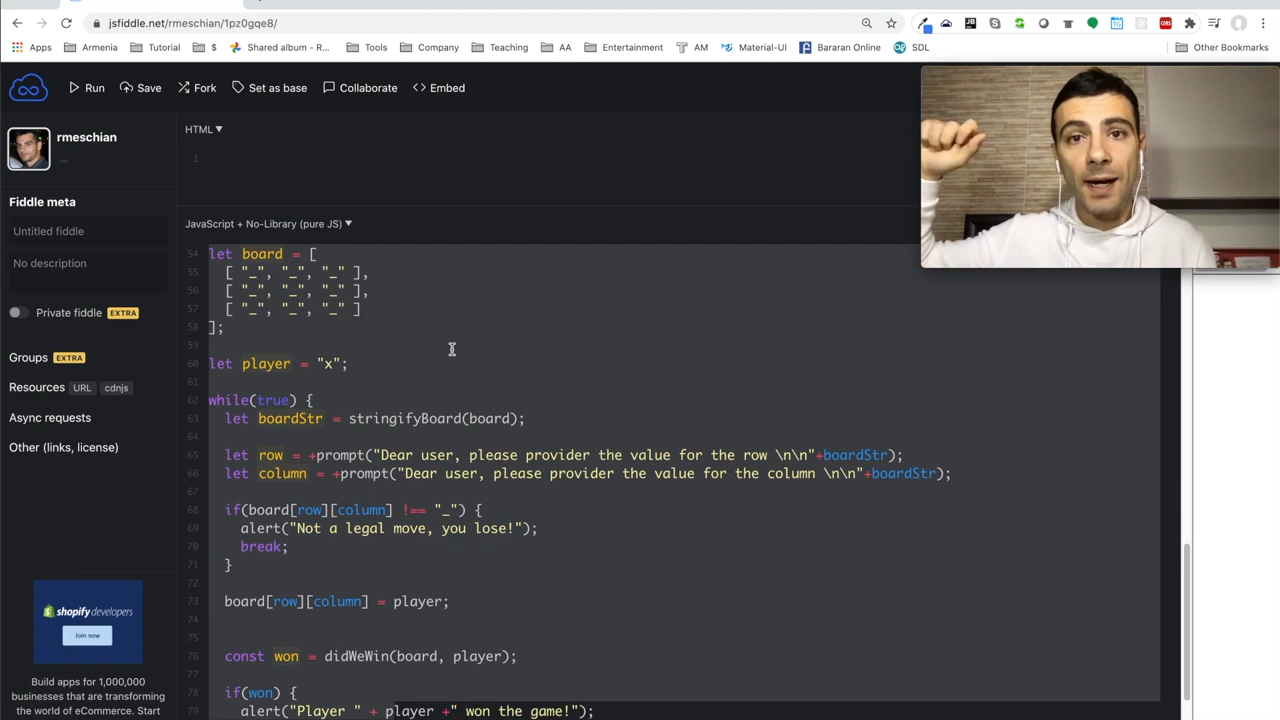 jsfiddle.net/rmeschian/1pz0gqe8/
Apps Armenia Tutorial $ Shared album - R... Tools Company Teaching AA Entertainment AM Material-UI Bararan Online SDL Other Bookmarks
Run Save Fork Set as base Collaborate Embed
rmeschian
...
Fiddle meta
Untitled fiddle
No description
Private fiddle EXTRA
Groups EXTRA
Resources URL cdnjs
Async requests
Other (links, license)
shopify developers
Join now
Build apps for 1,000,000
businesses that are transforming
the world of eCommerce. Start
HTML ▼
1
JavaScript + No-Library (pure JS) ▼
54 let board = [
55 [ "_", "_", "_" ],
56 [ "_", "_", "_" ],
57 [ "_", "_", "_" ]
58 ];
59
60 let player = "x";
61
62 while(true) {
63 let boardStr = stringifyBoard(board);
64
65 let row = +prompt("Dear user, please provider the value for the row \n\n"+boardStr);
66 let column = +prompt("Dear user, please provider the value for the column \n\n"+boardStr);
67
68 if(board[row][column] !== "_") {
69 alert("Not a legal move, you lose!");
70 break;
71 }
72
73 board[row][column] = player;
74
75
76 const won = didWeWin(board, player);
77
78 if(won) {
79 alert("Player " + player +" won the game!");